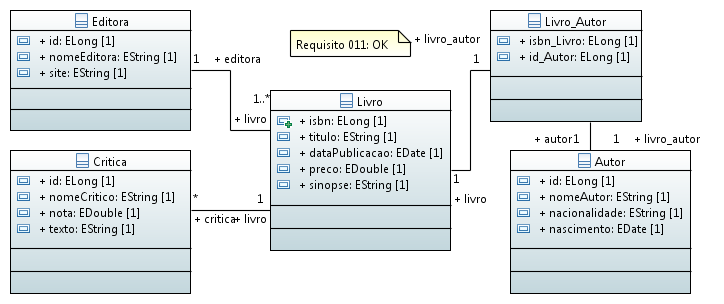 Editora
+ id: ELong [1]
+ nomeEditora: EString [1]
+ site: EString [1]
1
+ editora
Requisito 011: OK
+ livro_autor
1
Livro_Autor
+ isbn_Livro: ELong [1]
+ id_Autor: ELong [1]
1..*
+ livro
Livro
+ isbn: ELong [1]
+ titulo: EString [1]
+ dataPublicacao: EDate [1]
+ preco: EDouble [1]
+ sinopse: EString [1]
1
+ livro
+ autor
1
1
+ livro_autor
Critica
+ id: ELong [1]
+ nomeCritico: EString [1]
+ nota: EDouble [1]
+ texto: EString [1]
*
+ critica
1
+ livro
Autor
+ id: ELong [1]
+ nomeAutor: EString [1]
+ nacionalidade: EString [1]
+ nascimento: EDate [1]